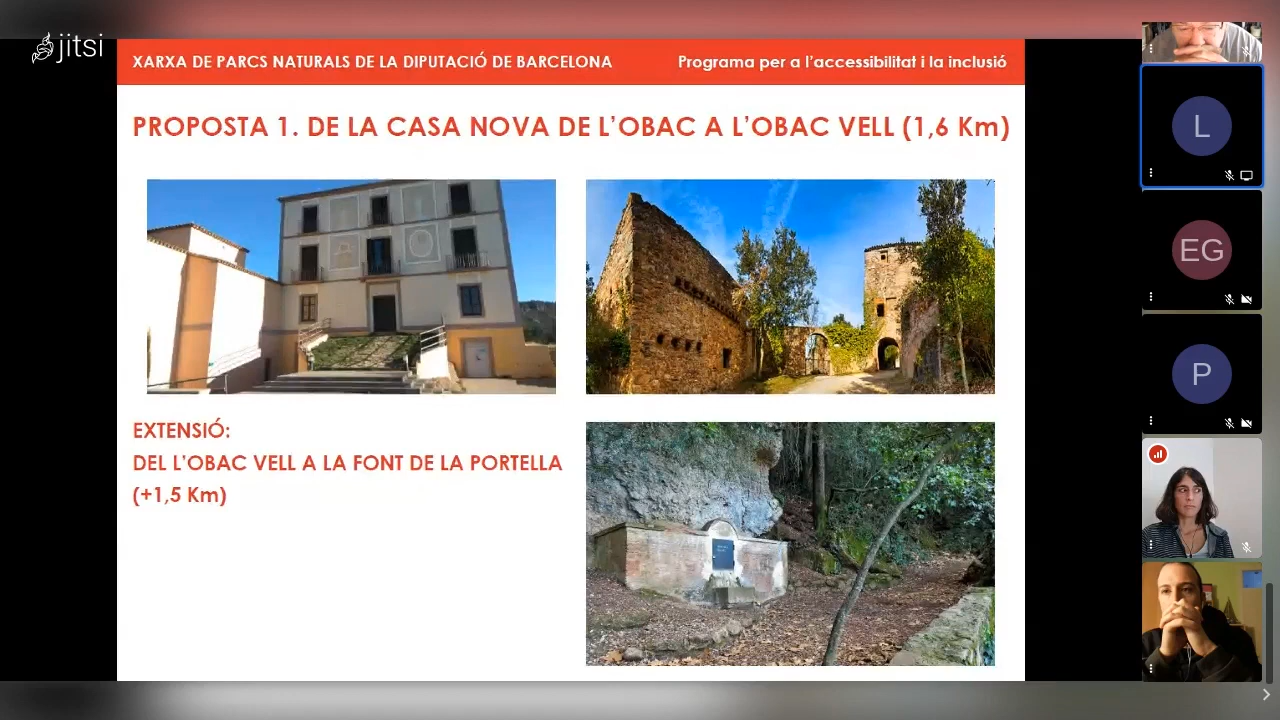 jitsi
XARXA DE PARCS NATURALS DE LA DIPUTACIÓ DE BARCELONA
Programa per a l'accessibilitat i la inclusió
PROPOSTA 1. DE LA CASA NOVA DE L'OBAC A L'OBAC VELL (1,6 Km)
EXTENSIÓ:
DEL L'OBAC VELL A LA FONT DE LA PORTELLA
(+1,5 Km)
L
EG
P